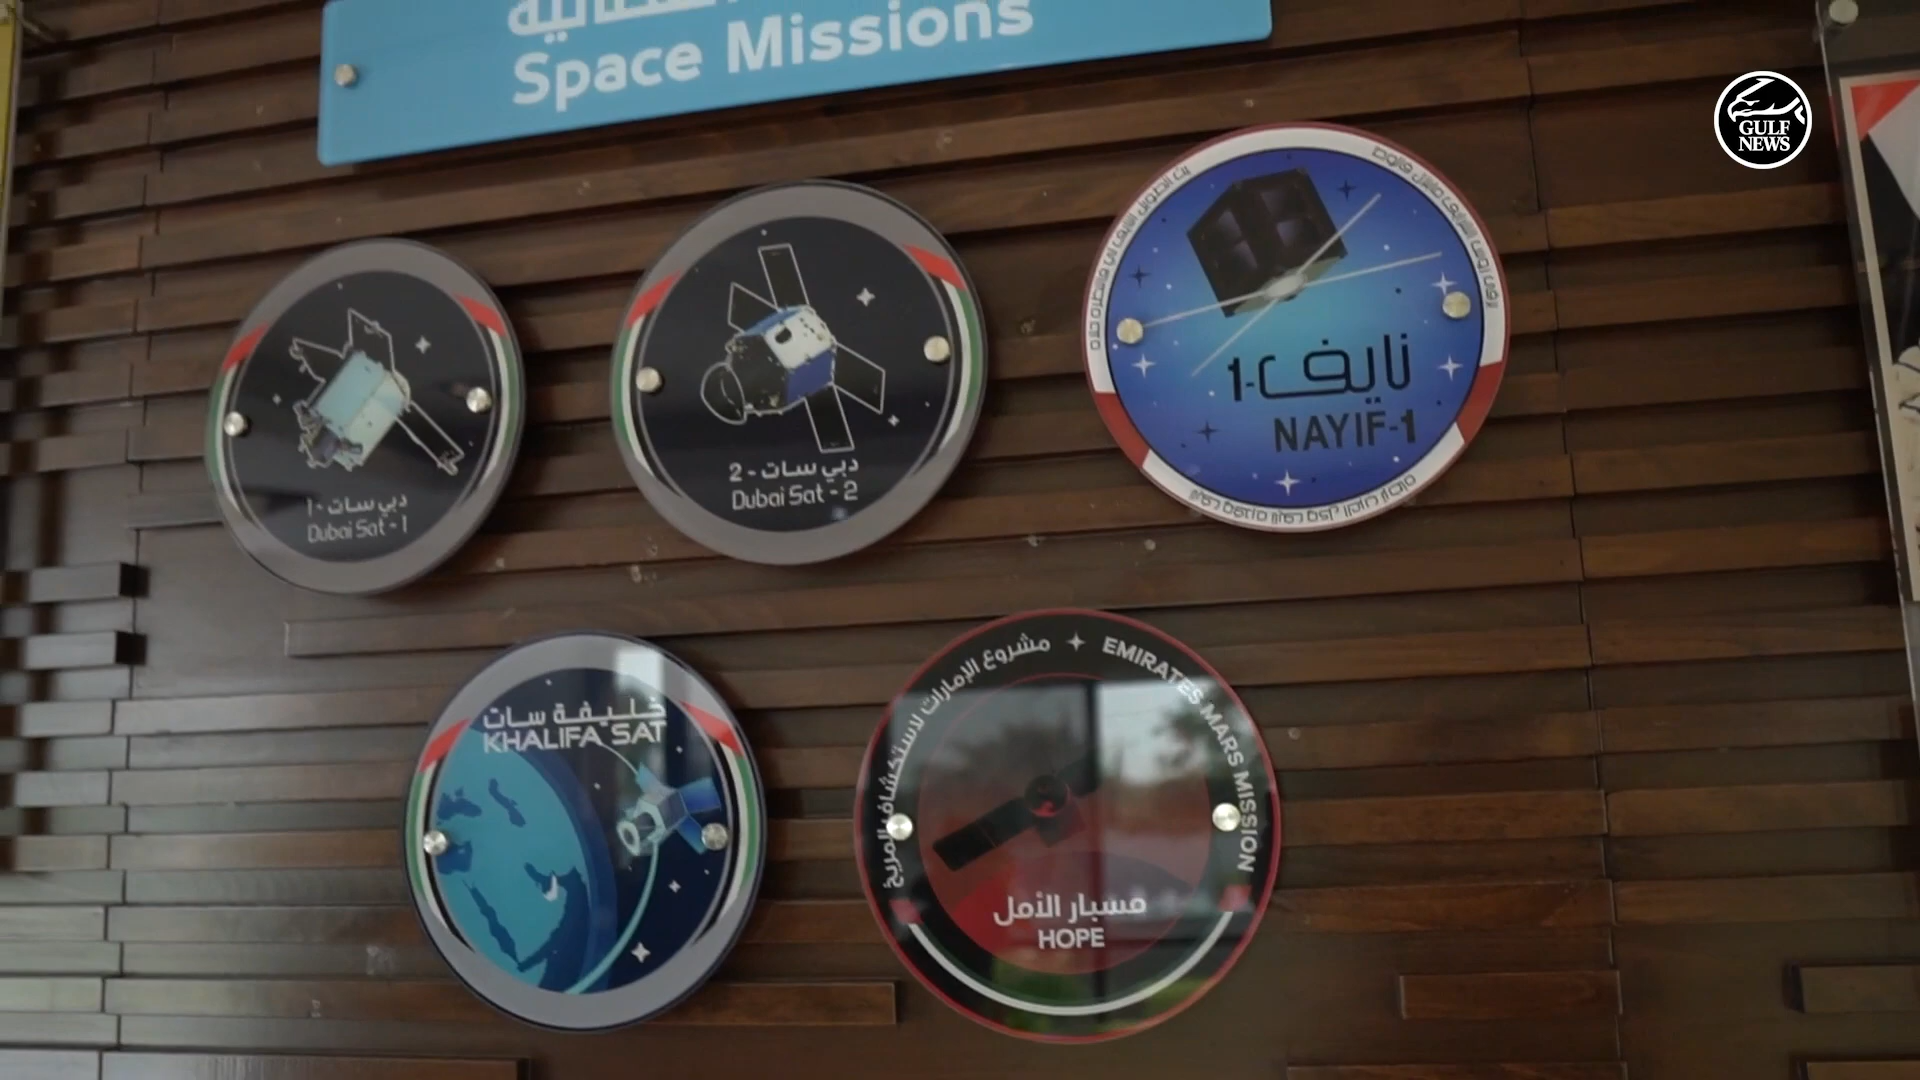 Space Missions
GULF
NEWS
دبي سات - ١
Dubai Sat - 1
دبي سات - 2
Dubai Sat - 2
نايف-1
NAYIF-1
خليفة سات
KHALIFA SAT
مشروع الإمارات لاستكشاف المريخ
EMIRATES MARS MISSION
مسبار الأمل
HOPE